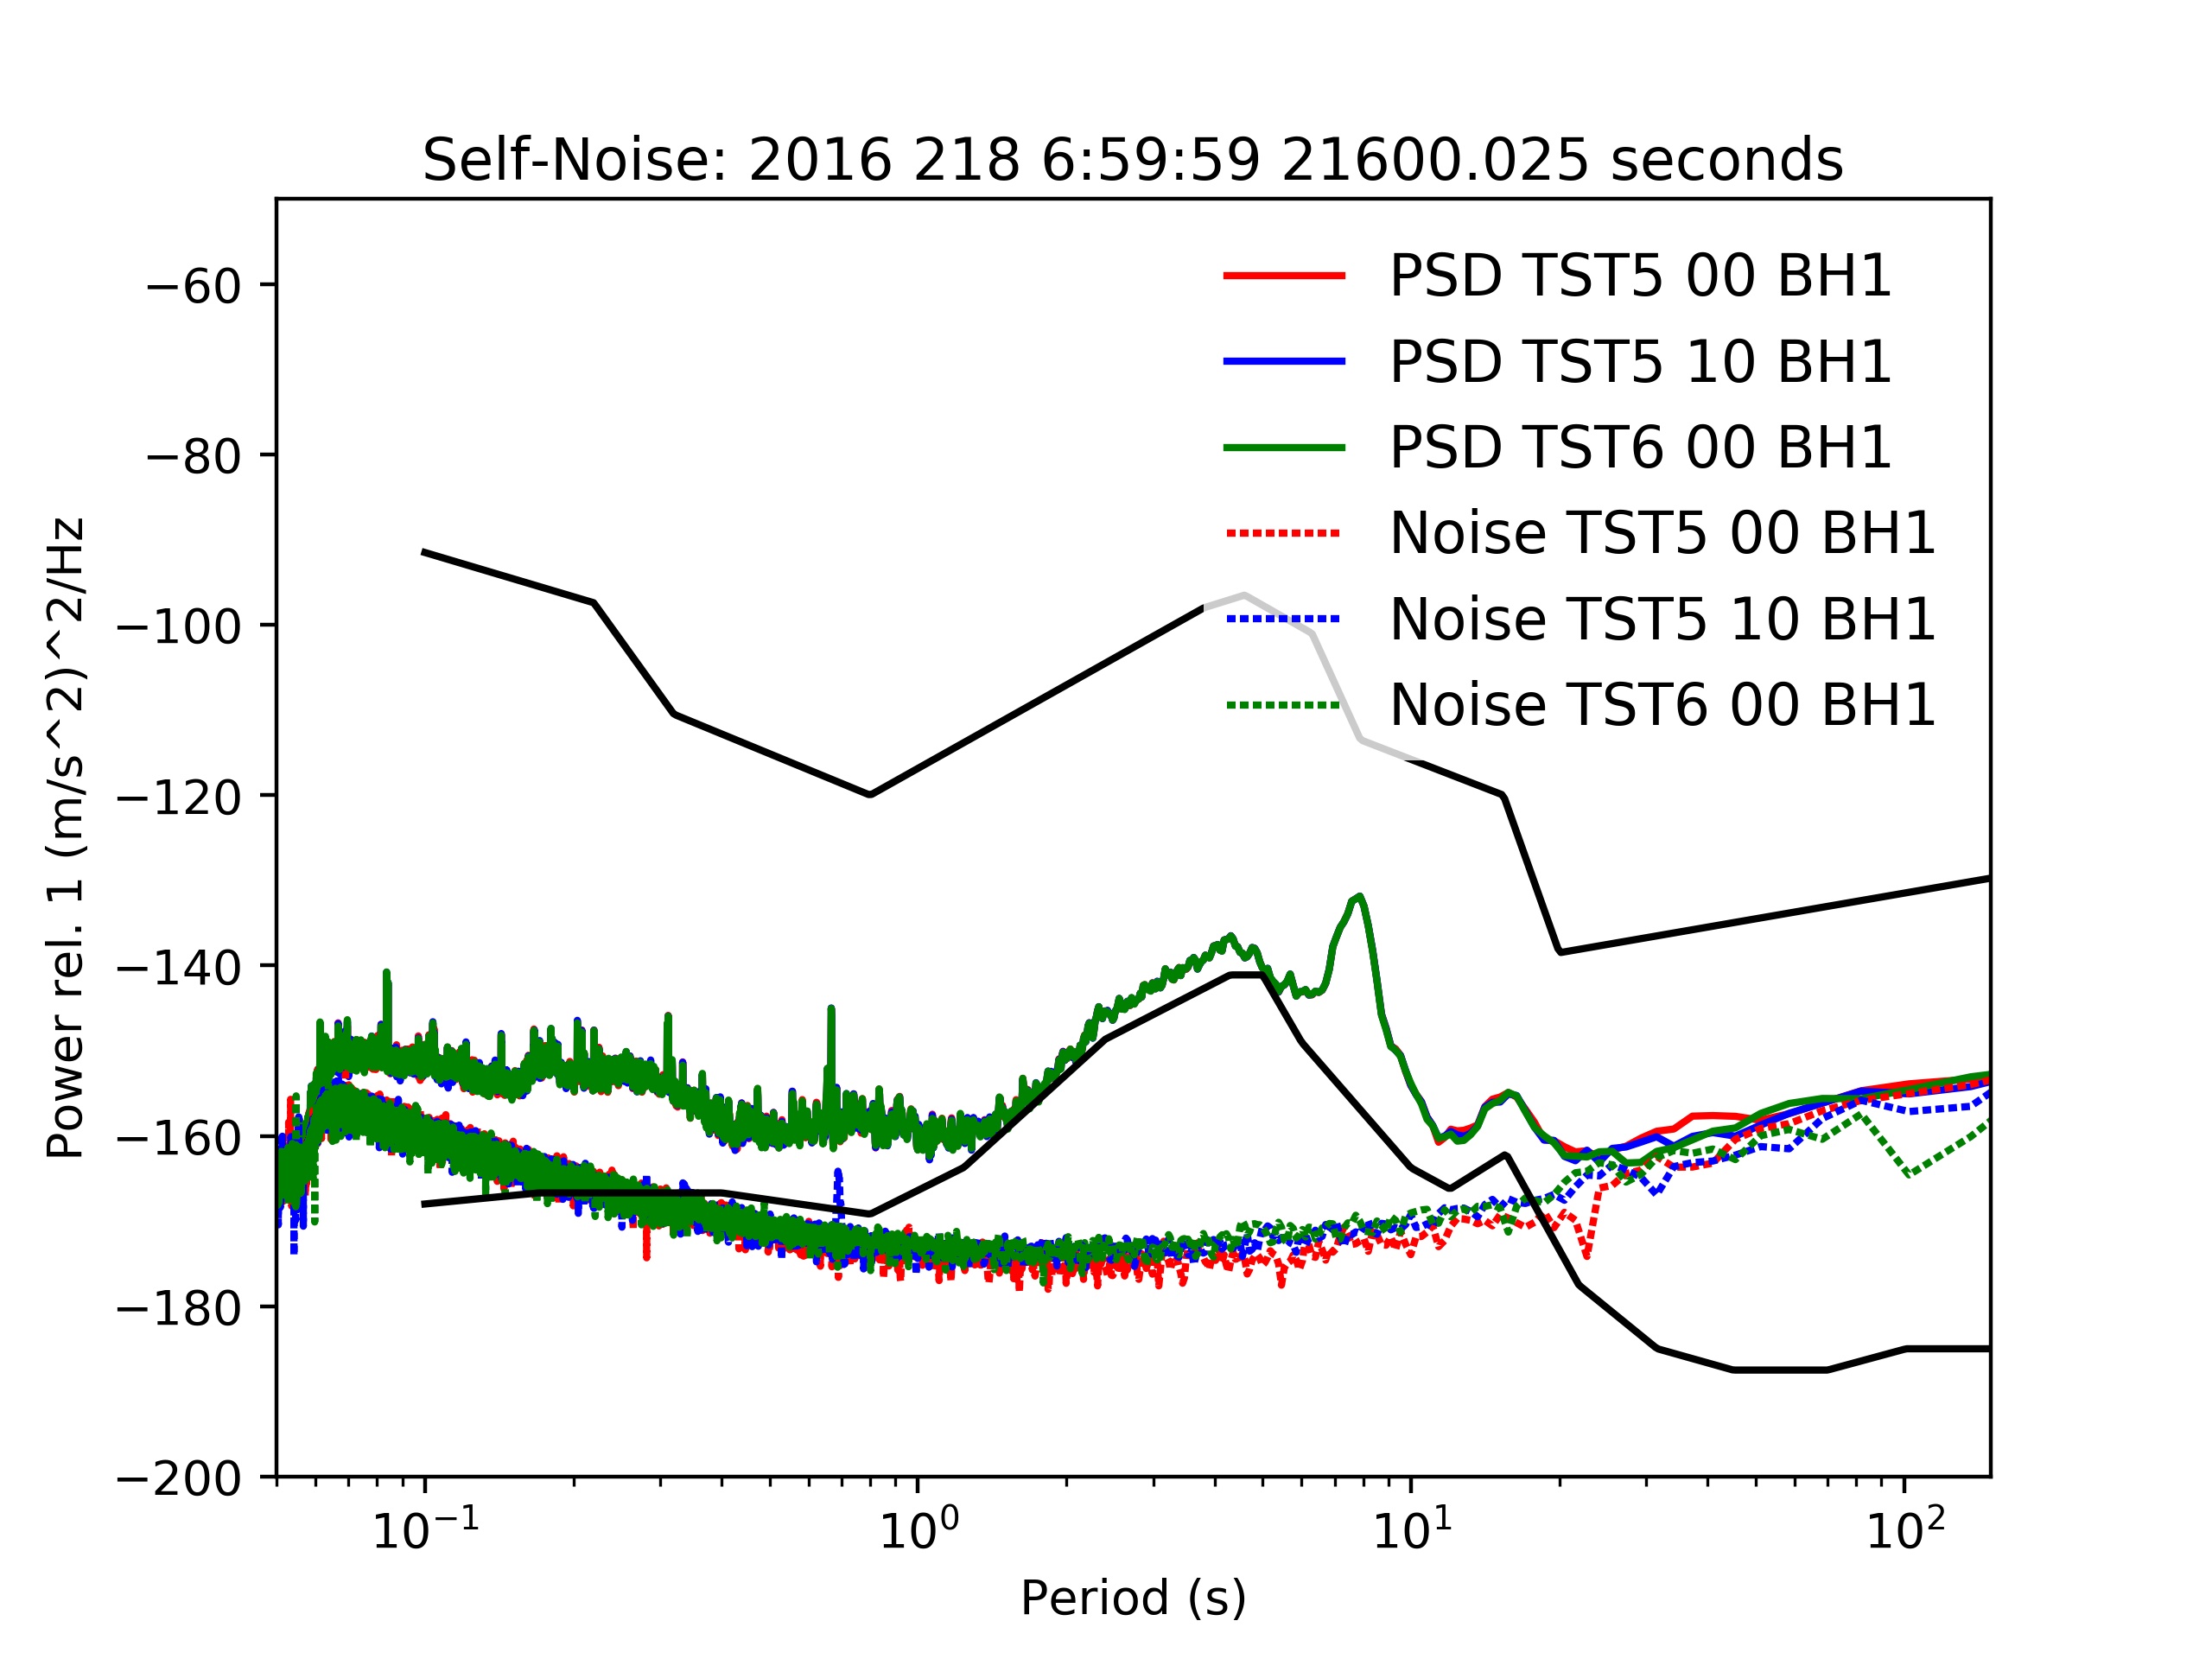 Self-Noise: 2016 218 6:59:59 21600.025 seconds
PSD TST5 00 BH1
PSD TST5 10 BH1
PSD TST6 00 BH1
Noise TST5 00 BH1
Noise TST5 10 BH1
Noise TST6 00 BH1
Power rel. 1 (m/s^2)^2/Hz
−60
−80
−100
−120
−140
−160
−180
−200
10⁻¹ 10⁰ 10¹ 10²
Period (s)